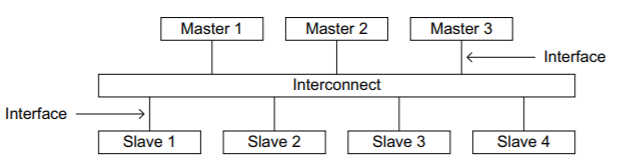 Master 1 Master 2 Master 3
Interface
Interconnect
Interface
Slave 1 Slave 2 Slave 3 Slave 4